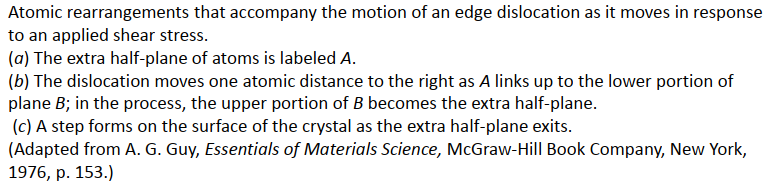 Atomic rearrangements that accompany the motion of an edge dislocation as it moves in response
to an applied shear stress.
(a) The extra half-plane of atoms is labeled A.
(b) The dislocation moves one atomic distance to the right as A links up to the lower portion of
plane B; in the process, the upper portion of B becomes the extra half-plane.
(c) A step forms on the surface of the crystal as the extra half-plane exits.
(Adapted from A. G. Guy, Essentials of Materials Science, McGraw-Hill Book Company, New York,
1976, p. 153.)